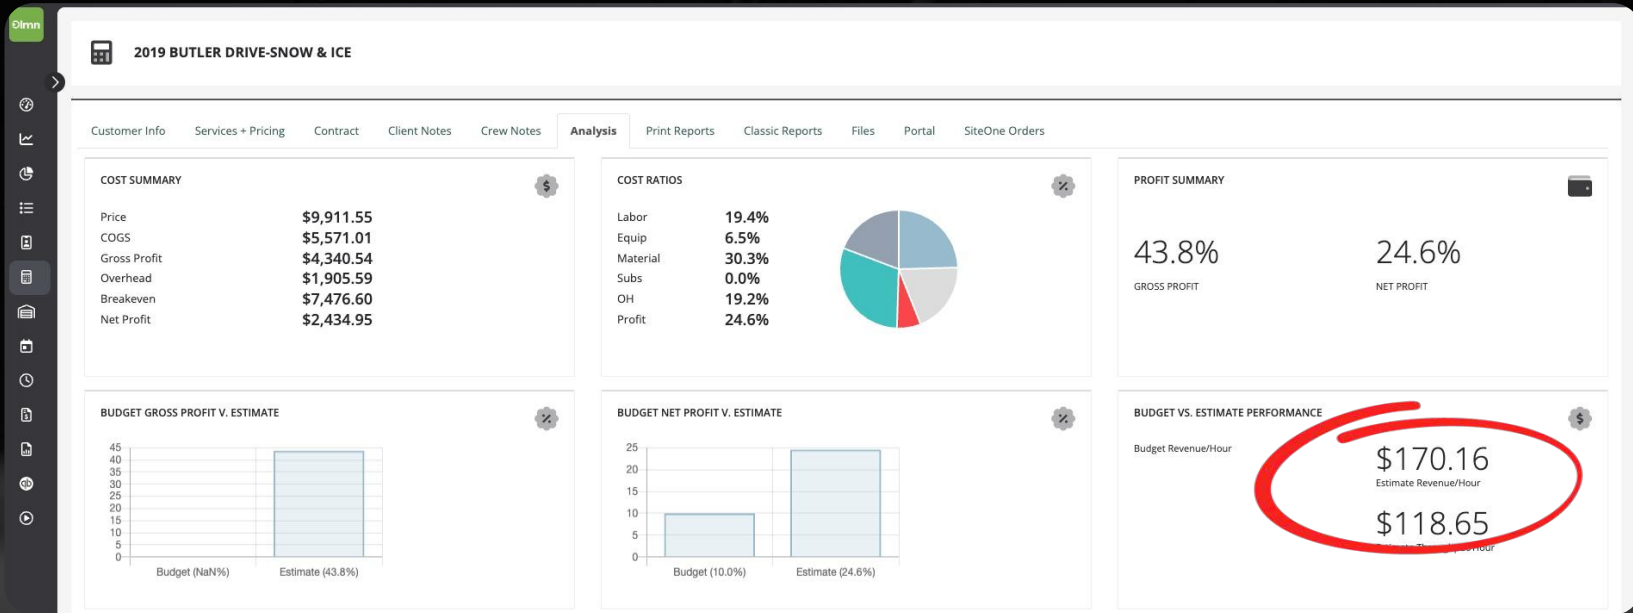 Dlmn
2019 BUTLER DRIVE-SNOW & ICE
Customer Info Services + Pricing Contract Client Notes Crew Notes Analysis Print Reports Classic Reports Files Portal SiteOne Orders
COST SUMMARY
Price $9,911.55
COGS $5,571.01
Gross Profit $4,340.54
Overhead $1,905.59
Breakeven $7,476.60
Net Profit $2,434.95
COST RATIOS
Labor 19.4%
Equip 6.5%
Material 30.3%
Subs 0.0%
OH 19.2%
Profit 24.6%
PROFIT SUMMARY
43.8% 24.6%
GROSS PROFIT NET PROFIT
BUDGET GROSS PROFIT V. ESTIMATE
45
40
35
30
25
20
15
10
5
0
Budget (NaN%) Estimate (43.8%)
BUDGET NET PROFIT V. ESTIMATE
25
20
15
10
5
0
Budget (10.0%) Estimate (24.6%)
BUDGET VS. ESTIMATE PERFORMANCE
Budget Revenue/Hour
$170.16
Estimate Revenue/Hour
$118.65
Hour